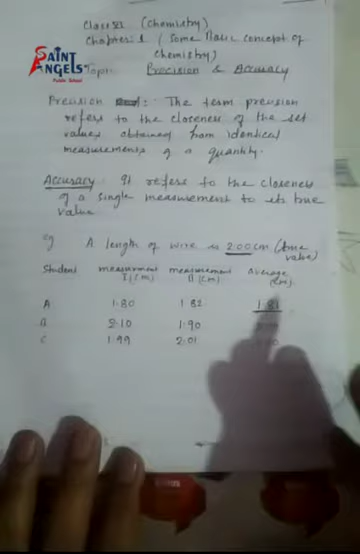 Class XI (Chemistry)
Chapter:1 (Some Basic concept of
Chemistry)
SAINT
ANGELS
Public School
Topic Precision & Accuracy
Precision :- The team precision
refers to the closeness of the set
values obtained from identical
measurements of a quantity.
Accuracy: It refers to the closeness
of a single measurement to its true
value
eg A length of wire is 2.00 cm (true
value)
Student measurement measurement average
I (cm) II (cm) (cm)
A 1.80 1.82 1.81
B 2.10 1.90
C 1.99 2.01